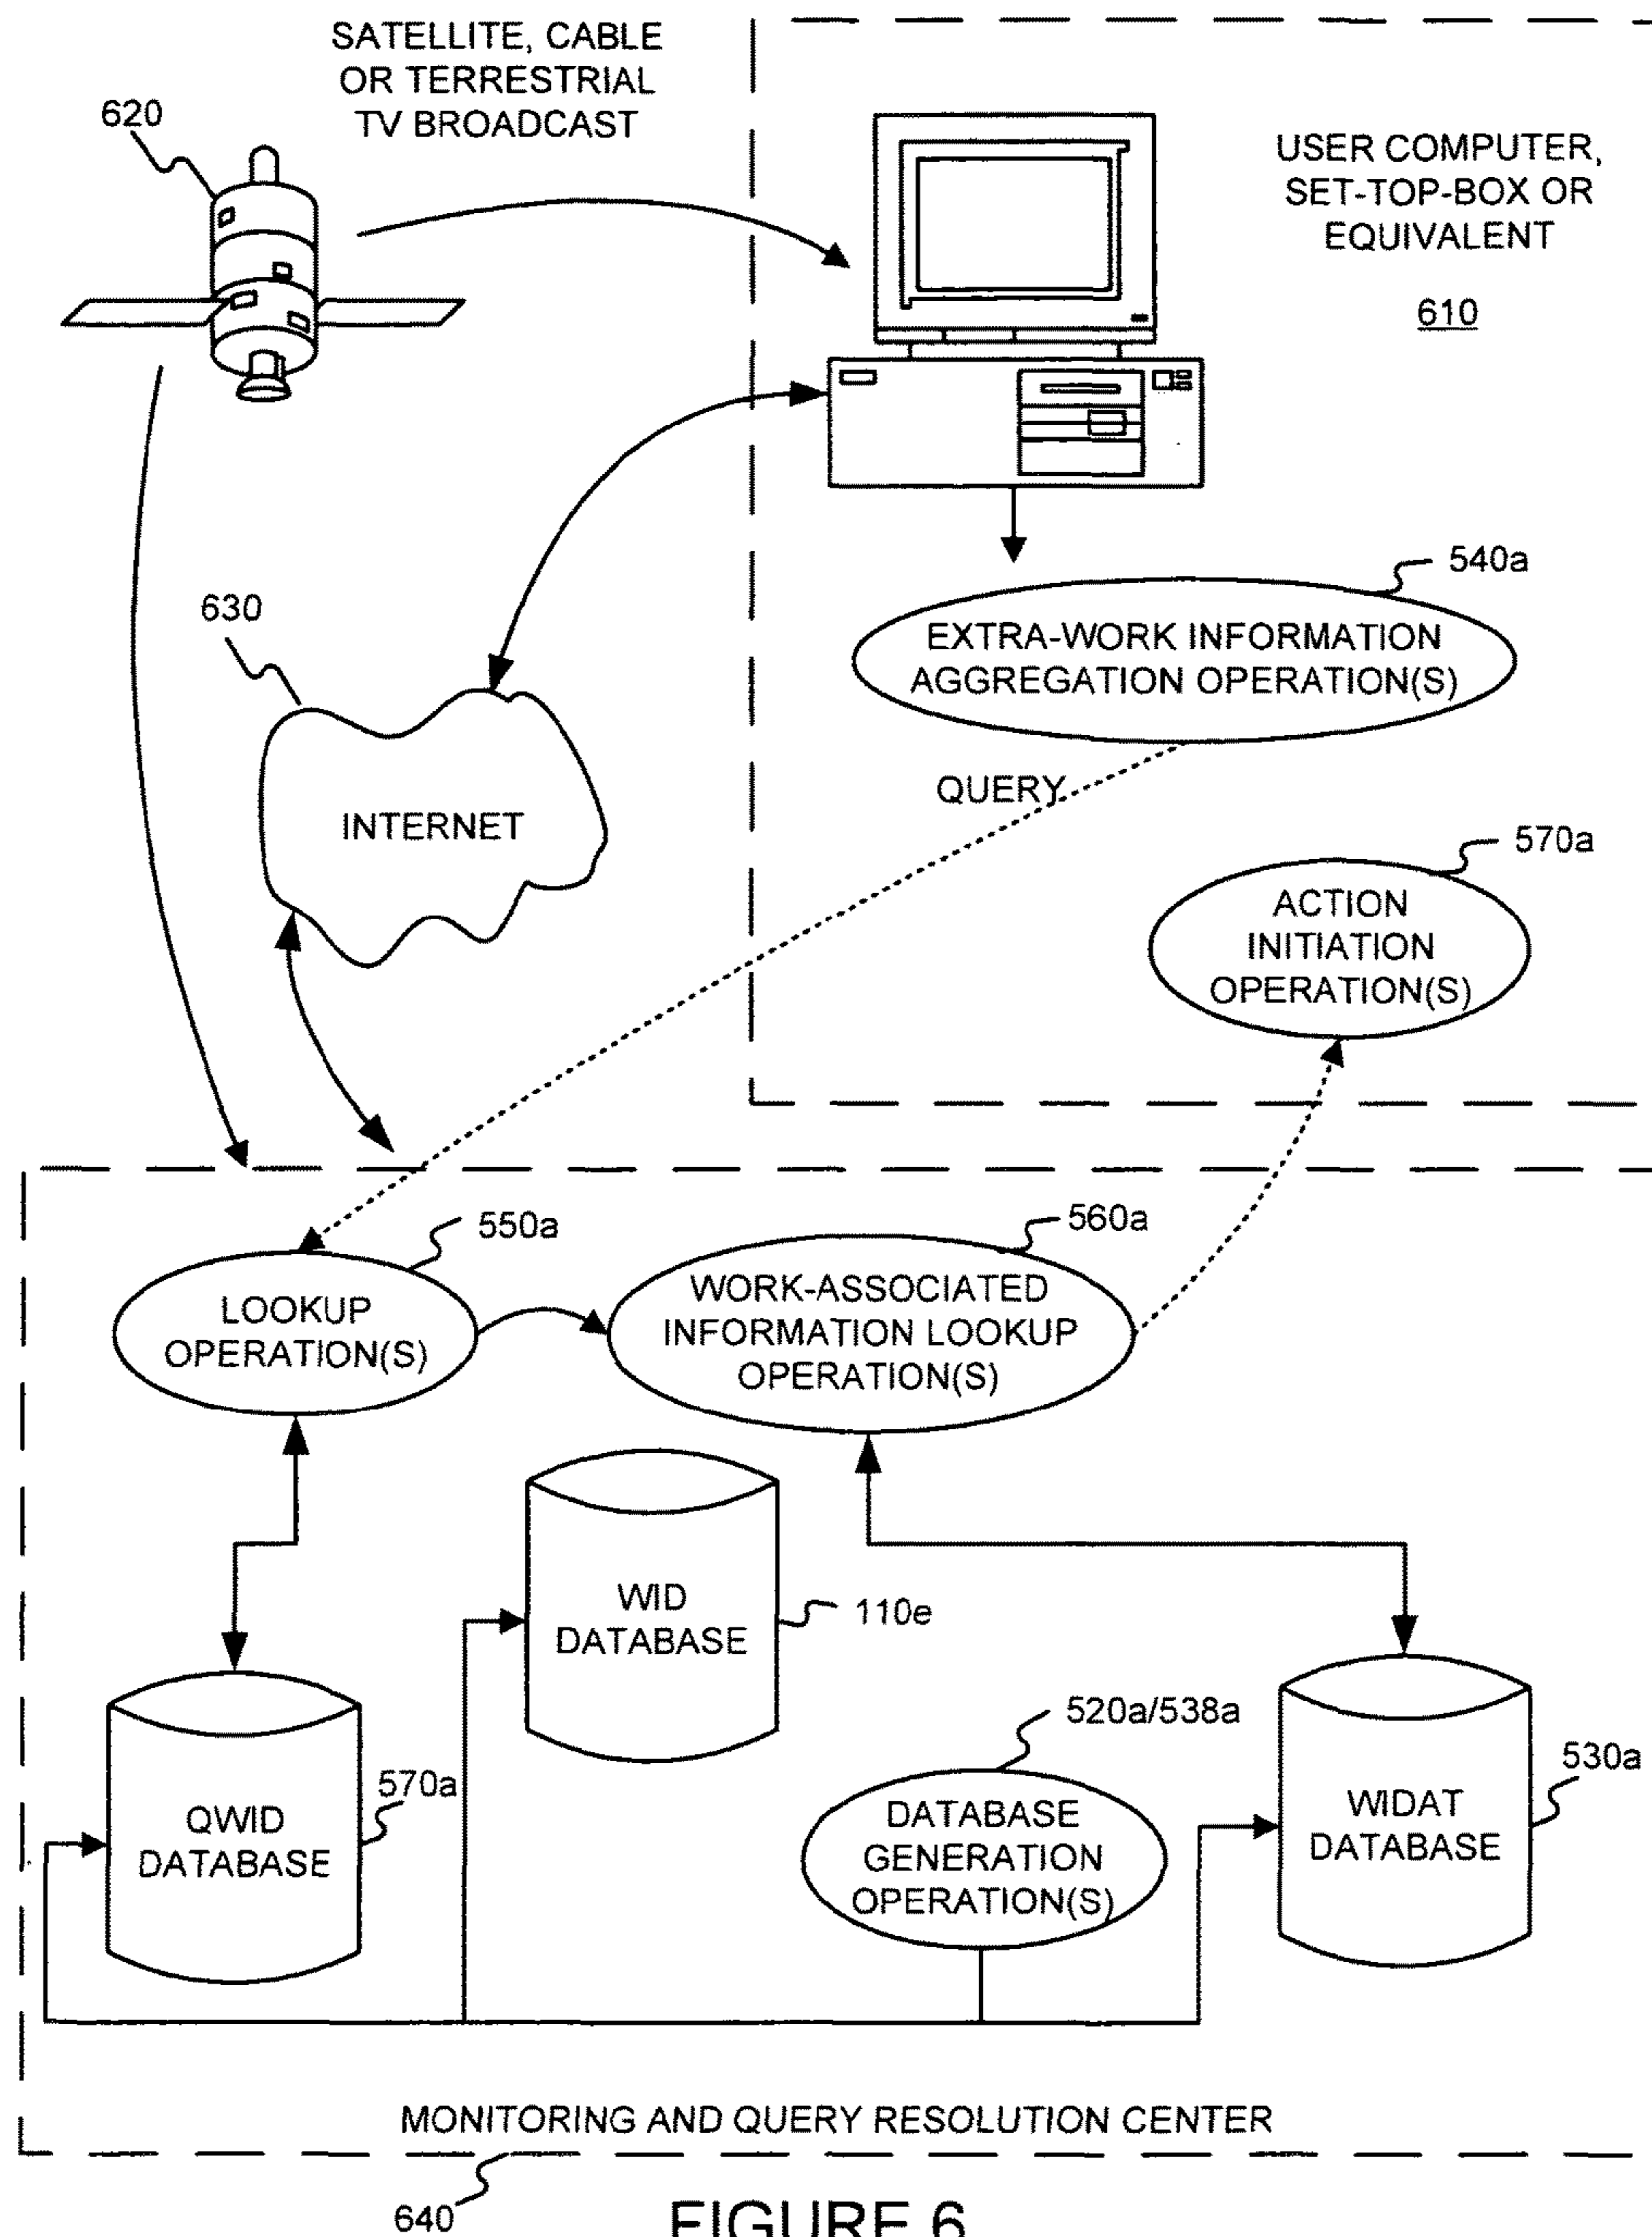 SATELLITE, CABLE
OR TERRESTRIAL
TV BROADCAST
620
USER COMPUTER,
SET-TOP-BOX OR
EQUIVALENT
610
540a
EXTRA-WORK INFORMATION
AGGREGATION OPERATION(S)
630
QUERY
INTERNET
570a
ACTION
INITIATION
OPERATION(S)
550a
560a
LOOKUP
OPERATION(S)
WORK-ASSOCIATED
INFORMATION LOOKUP
OPERATION(S)
WID
DATABASE
110e
520a/538a
530a
570a
QWID
DATABASE
DATABASE
GENERATION
OPERATION(S)
WIDAT
DATABASE
MONITORING AND QUERY RESOLUTION CENTER
640
FIGURE 6